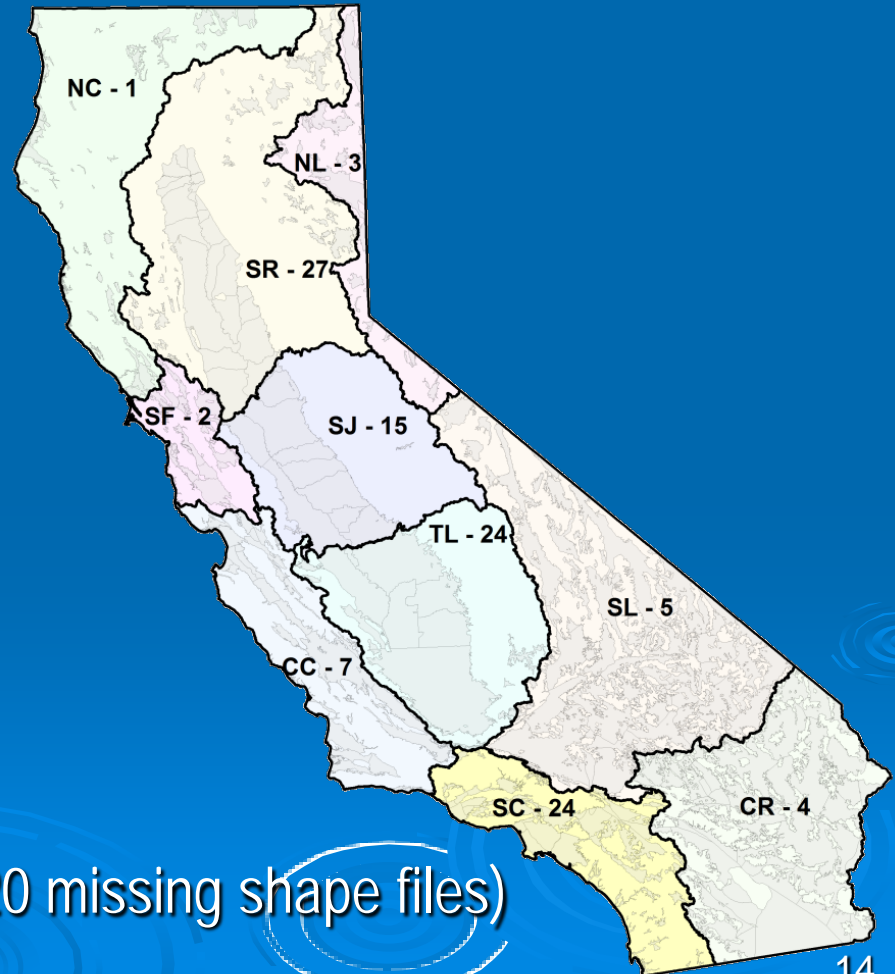 NC - 1
NL - 3
SR - 27
SF - 2
SJ - 15
TL - 24
SL - 5
CC - 7
SC - 24
CR - 4
0 missing shape files)
14